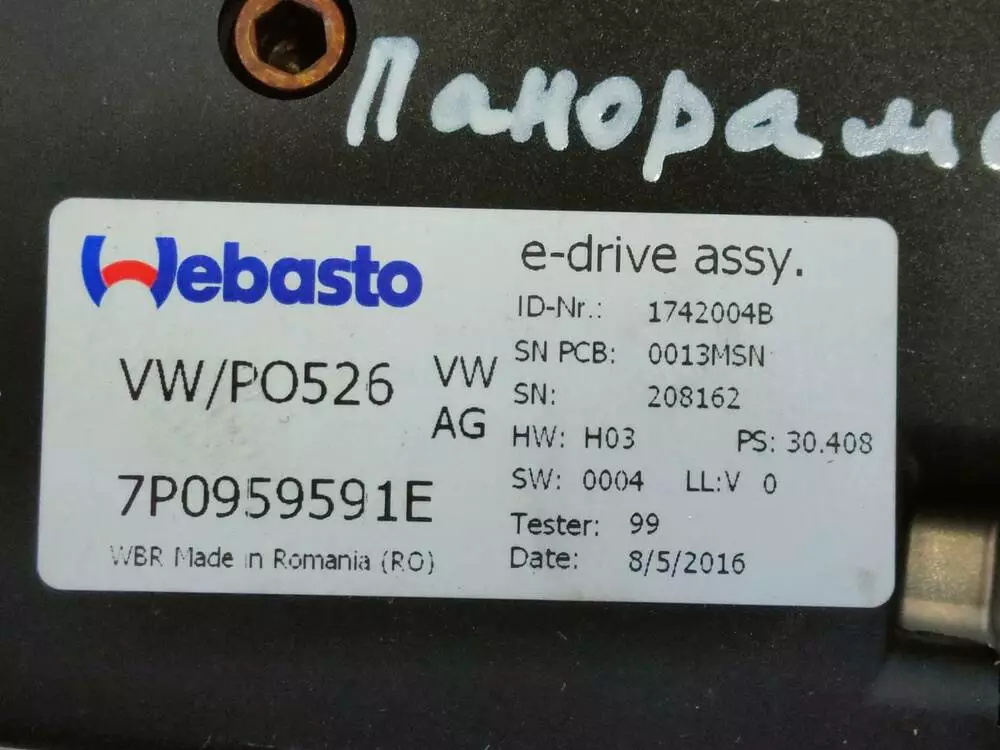 Панорама
Webasto
VW/PO526
VW
AG
7P0959591E
WBR Made in Romania (RO)
e-drive assy.
ID-Nr.: 1742004B
SN PCB: 0013MSN
SN: 208162
HW: H03 PS: 30.408
SW: 0004 LL:V 0
Tester: 99
Date: 8/5/2016